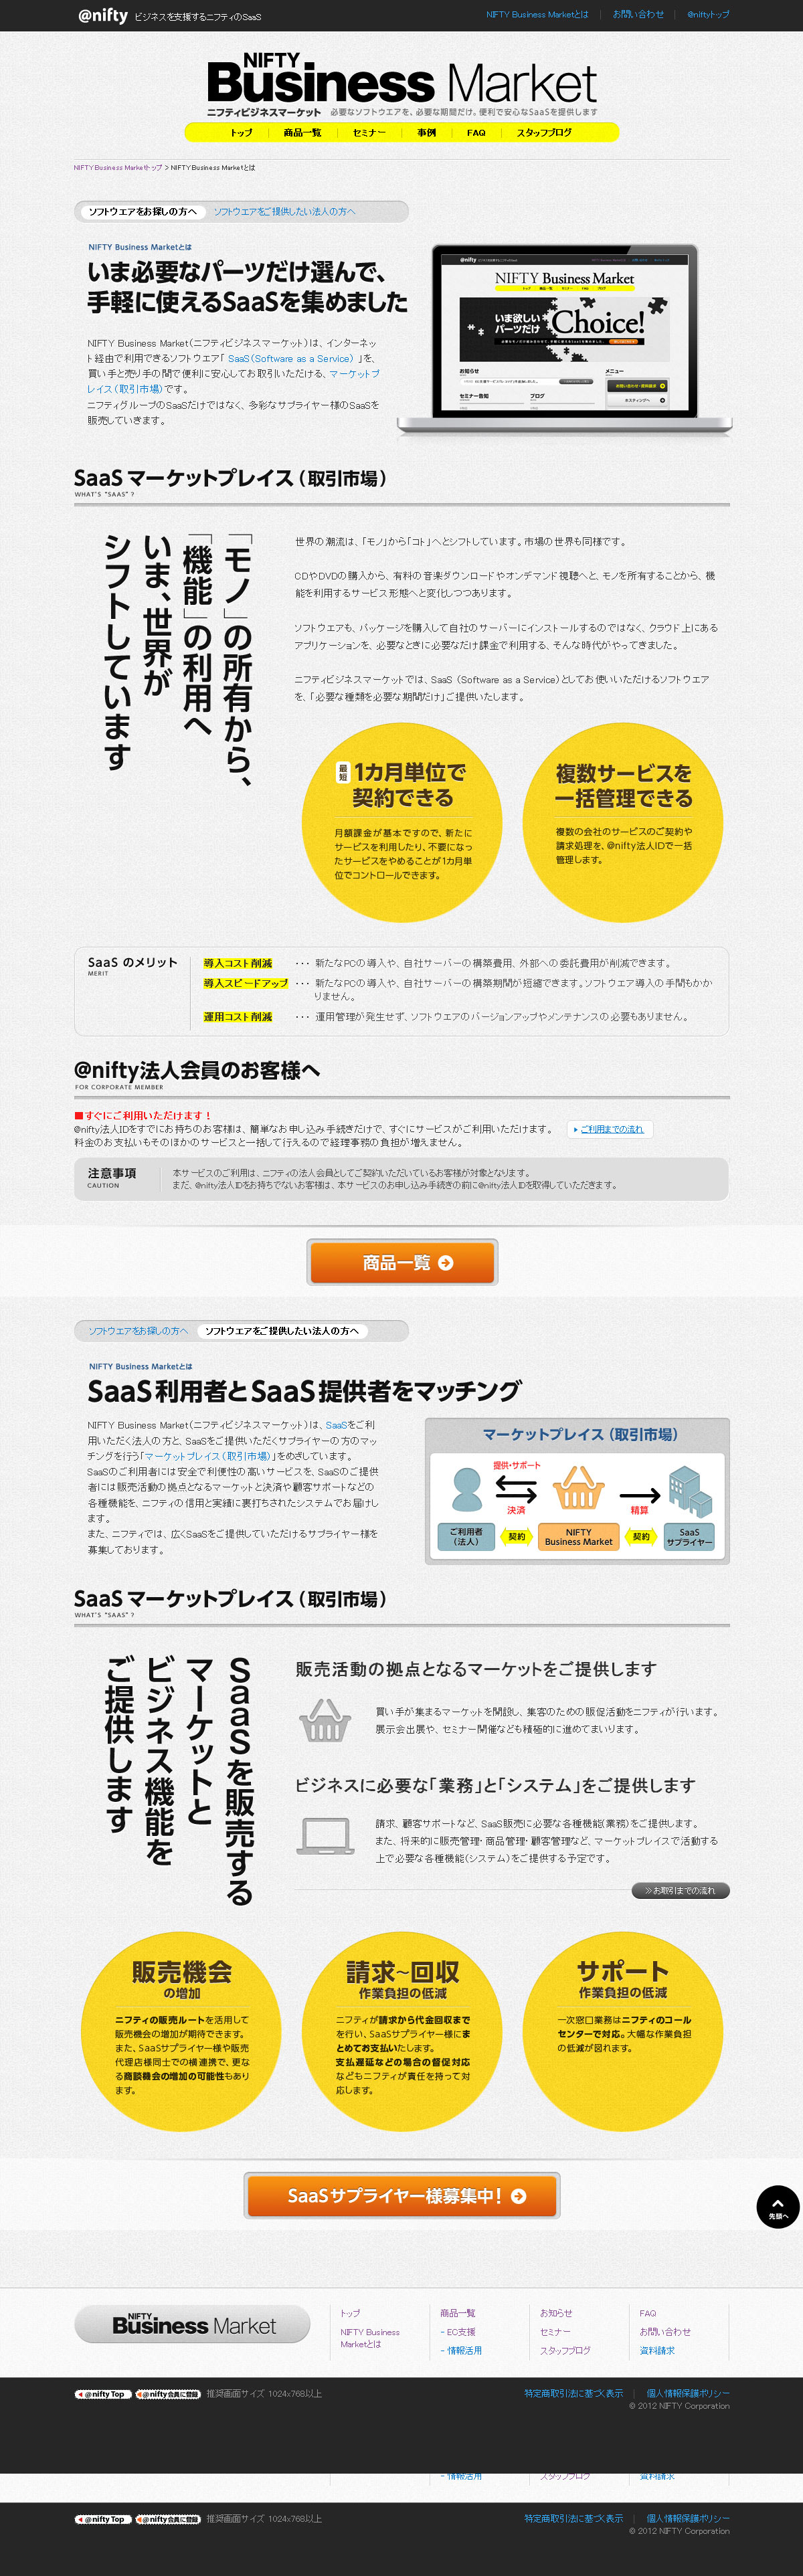 @nifty ビジネスを支援するニフティのSaaS
NIFTY Business Marketとは | お問い合わせ | @niftyトップ
NIFTY
Business Market
ニフティビジネスマーケット 必要なソフトウエアを、必要な期間だけ。便利で安心なSaaSを提供します
トップ 商品一覧 セミナー 事例 FAQ スタッフブログ
NIFTY Business Marketトップ > NIFTY Business Marketとは
ソフトウエアをお探しの方へ ソフトウエアをご提供したい法人の方へ
NIFTY Business Marketとは
いま必要なパーツだけ選んで、
手軽に使えるSaaSを集めました
NIFTY Business Market(ニフティビジネスマーケット)は、インターネッ
ト経由で利用できるソフトウエア「 SaaS(Software as a Service) 」を、
買い手と売り手の間で便利に安心してお取引いただける、マーケットプ
レイス(取引市場)です。
ニフティグループのSaaSだけではなく、多彩なサプライヤー様のSaaSを
販売していきます。
@nifty
NIFTY Business Market
いま欲しい
パーツだけ
Choice!
お知らせ
メニュー
お問い合わせ・資料請求
ホスティングへ
セミナー告知
ブログ
SaaS マーケットプレイス(取引市場)
WHAT'S "SAAS" ?
「モノ」の所有から、
「機能」の利用へ
いま、世界が
シフトしています
世界の潮流は、「モノ」から「コト」へとシフトしています。市場の世界も同様です。
CDやDVDの購入から、有料の音楽ダウンロードやオンデマンド視聴へと、モノを所有することから、機
能を利用するサービス形態へと変化しつつあります。
ソフトウエアも、パッケージを購入して自社のサーバーにインストールするのではなく、クラウド上にある
アプリケーションを、必要なときに必要なだけ課金で利用する、そんな時代がやってきました。
ニフティビジネスマーケットでは、SaaS (Software as a Service)としてお使いいただけるソフトウエア
を、「必要な種類を必要な期間だけ」ご提供いたします。
最短 1カ月単位で
契約できる
月額課金が基本ですので、新たに
サービスを利用したり、不要になっ
たサービスをやめることが1カ月単
位でコントロールできます。
複数サービスを
一括管理できる
複数の会社のサービスのご契約や
請求処理を、@nifty法人IDで一括
管理します。
SaaS のメリット
MERIT
導入コスト削減 ・・・ 新たなPCの導入や、自社サーバーの構築費用、外部への委託費用が削減できます。
導入スピードアップ ・・・ 新たなPCの導入や、自社サーバーの構築期間が短縮できます。ソフトウエア導入の手間もかか
りません。
運用コスト削減 ・・・ 運用管理が発生せず、ソフトウエアのバージョンアップやメンテナンスの必要もありません。
@nifty法人会員のお客様へ
FOR CORPORATE MEMBER
■すぐにご利用いただけます!
@nifty法人IDをすでにお持ちのお客様は、簡単なお申し込み手続きだけで、すぐにサービスがご利用いただけます。
ご利用までの流れ
料金のお支払いもそのほかのサービスと一括して行えるので経理事務の負担が増えません。
注意事項
CAUTION
本サービスのご利用は、ニフティの法人会員としてご契約いただいているお客様が対象となります。
まだ、@nifty法人IDをお持ちでないお客様は、本サービスのお申し込み手続きの前に@nifty法人IDを取得していただきます。
商品一覧
ソフトウエアをお探しの方へ ソフトウエアをご提供したい法人の方へ
NIFTY Business Marketとは
SaaS利用者とSaaS提供者をマッチング
NIFTY Business Market(ニフティビジネスマーケット)は、SaaSをご利
用いただく法人の方と、SaaSをご提供いただくサプライヤーの方のマッ
チングを行う「マーケットプレイス(取引市場)」をめざしています。
SaaSのご利用者には安全で利便性の高いサービスを、SaaSのご提供
者には販売活動の拠点となるマーケットと決済や顧客サポートなどの
各種機能を、ニフティの信用と実績に裏打ちされたシステムでお届けし
ます。
また、ニフティでは、広くSaaSをご提供していただけるサプライヤー様を
募集しております。
マーケットプレイス(取引市場)
提供・サポート
決済
精算
ご利用者
(法人)
契約
NIFTY
Business Market
契約
SaaS
サプライヤー
SaaS マーケットプレイス(取引市場)
WHAT'S "SAAS" ?
SaaSを販売する
マーケットと
ビジネス機能を
ご提供します
販売活動の拠点となるマーケットをご提供します
買い手が集まるマーケットを開設し、集客のための販促活動をニフティが行います。
展示会出展や、セミナー開催なども積極的に進めてまいります。
ビジネスに必要な「業務」と「システム」をご提供します
請求、顧客サポートなど、SaaS販売に必要な各種機能(業務)をご提供します。
また、将来的に販売管理・商品管理・顧客管理など、マーケットプレイスで活動する
上で必要な各種機能(システム)をご提供する予定です。
≫お取引までの流れ
販売機会
の増加
ニフティの販売ルートを活用して
販売機会の増加が期待できます。
また、SaaSサプライヤー様や販売
代理店様同士での横連携で、更な
る商談機会の増加の可能性もあり
ます。
請求~回収
作業負担の低減
ニフティが請求から代金回収まで
を行い、SaaSサプライヤー様にま
とめてお支払いたします。
支払遅延などの場合の督促対応
などもニフティが責任を持って対
応します。
サポート
作業負担の低減
一次窓口業務はニフティのコール
センターで対応。大幅な作業負担
の低減が図れます。
SaaSサプライヤー様募集中!
先頭へ
NIFTY
Business Market
トップ
NIFTY Business
Marketとは
商品一覧
- EC支援
- 情報活用
お知らせ
セミナー
スタッフブログ
FAQ
お問い合わせ
資料請求
@nifty Top @nifty会員に登録 推奨画面サイズ 1024x768以上
特定商取引法に基づく表示 | 個人情報保護ポリシー
© 2012 NIFTY Corporation
- 情報活用 スタッフブログ 資料請求
@nifty Top @nifty会員に登録 推奨画面サイズ 1024x768以上
特定商取引法に基づく表示 | 個人情報保護ポリシー
© 2012 NIFTY Corporation